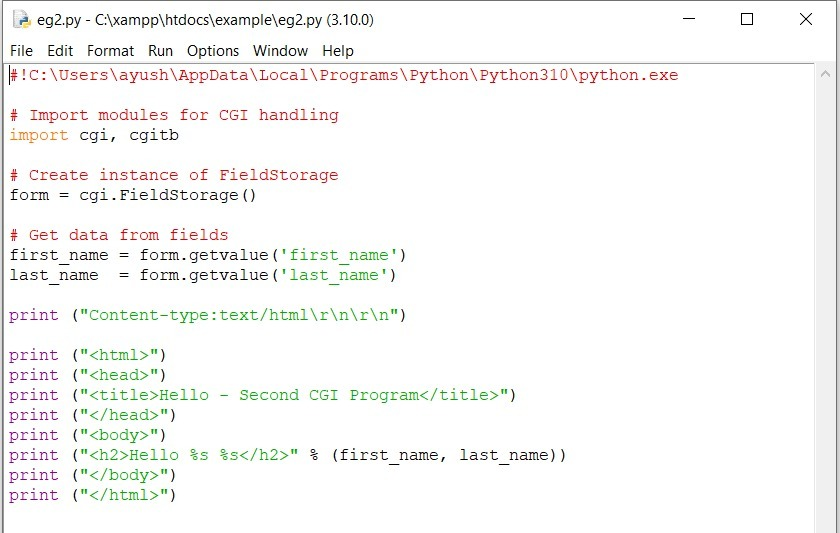 eg2.py - C:\xampp\htdocs\example\eg2.py (3.10.0)
File Edit Format Run Options Window Help
#!C:\Users\ayush\AppData\Local\Programs\Python\Python310\python.exe
# Import modules for CGI handling
import cgi, cgitb
# Create instance of FieldStorage
form = cgi.FieldStorage()
# Get data from fields
first_name = form.getvalue('first_name')
last_name  = form.getvalue('last_name')
print ("Content-type:text/html\r\n\r\n")
print ("<html>")
print ("<head>")
print ("<title>Hello - Second CGI Program</title>")
print ("</head>")
print ("<body>")
print ("<h2>Hello %s %s</h2>" % (first_name, last_name))
print ("</body>")
print ("</html>")